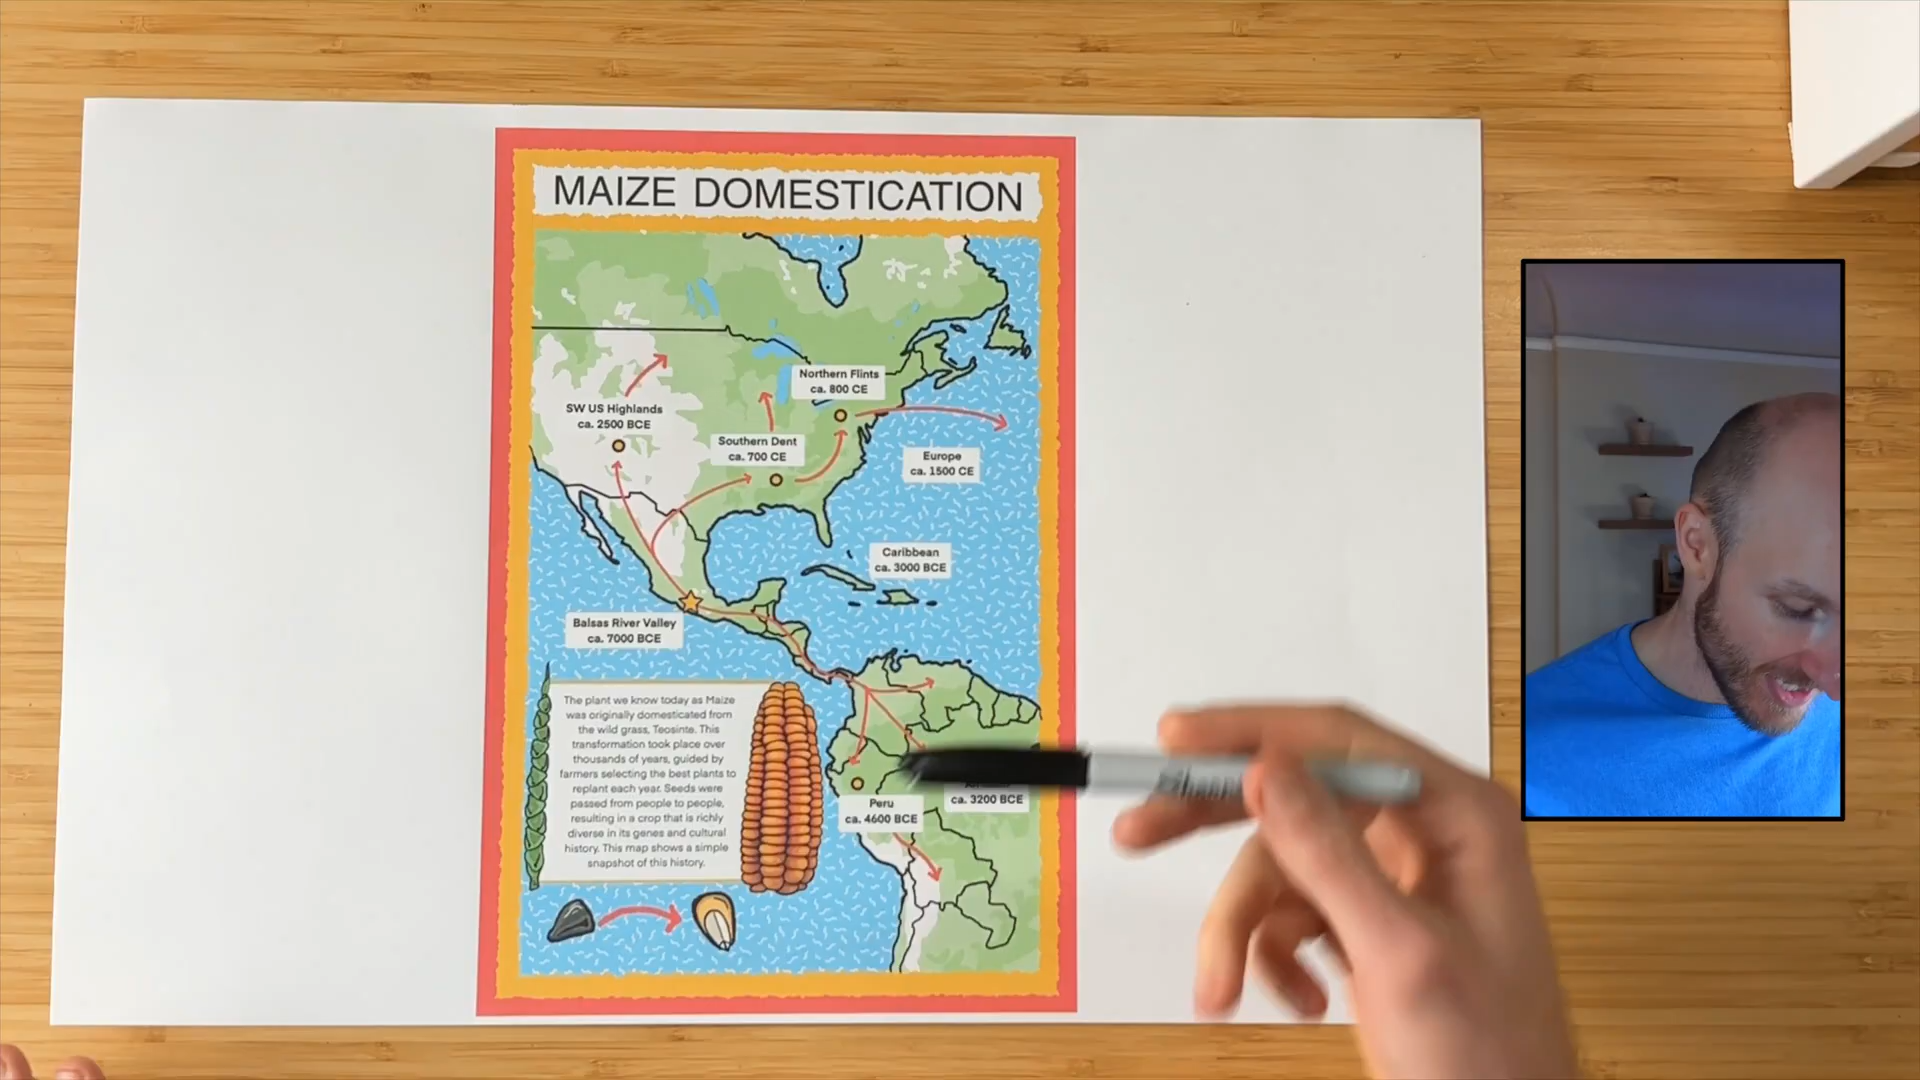 MAIZE DOMESTICATION
Northern Flints
ca. 800 CE
SW US Highlands
ca. 2500 BCE
Southern Dent
ca. 700 CE
Europe
ca. 1500 CE
Caribbean
ca. 3000 BCE
Balsas River Valley
ca. 7000 BCE
The plant we know today as Maize
was originally domesticated from
the wild grass, Teosinte. This
transformation took place over
thousands of years, guided by
farmers selecting the best plants to
replant each year. Seeds were
passed from people to people,
resulting in a crop that is richly
diverse in its genes and cultural
history. This map shows a simple
snapshot of this history.
Peru
ca. 4600 BCE
ca. 3200 BCE